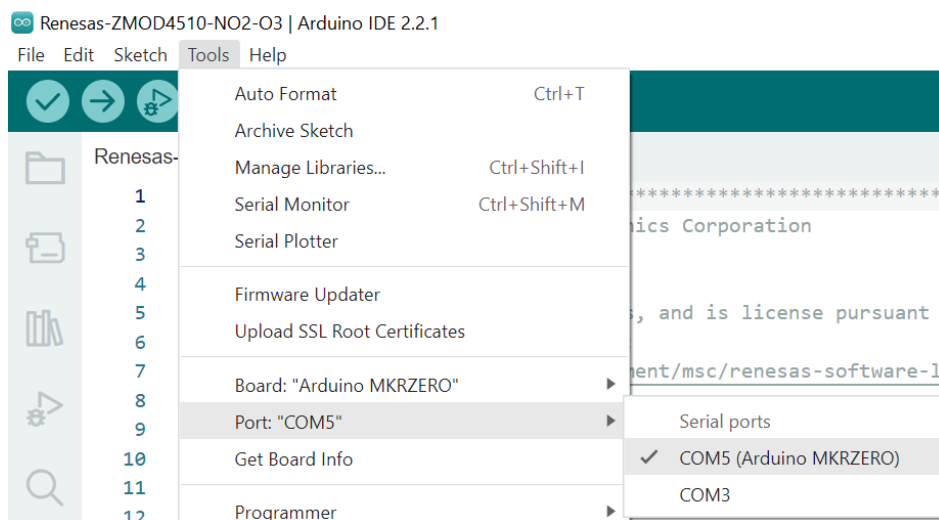 Renesas-ZMOD4510-NO2-O3 | Arduino IDE 2.2.1
File Edit Sketch Tools Help
Auto Format Ctrl+T
Archive Sketch
Renesas-
Manage Libraries... Ctrl+Shift+I
1 ****************************
Serial Monitor Ctrl+Shift+M
2 Corporation
Serial Plotter
3
4
Firmware Updater
5 , and is license pursuant
Upload SSL Root Certificates
6
7 /msc/renesas-software-l
Board: "Arduino MKRZERO"
8
Port: "COM5" Serial ports
9
Get Board Info COM5 (Arduino MKRZERO)
10
11
COM3
Programmer
12